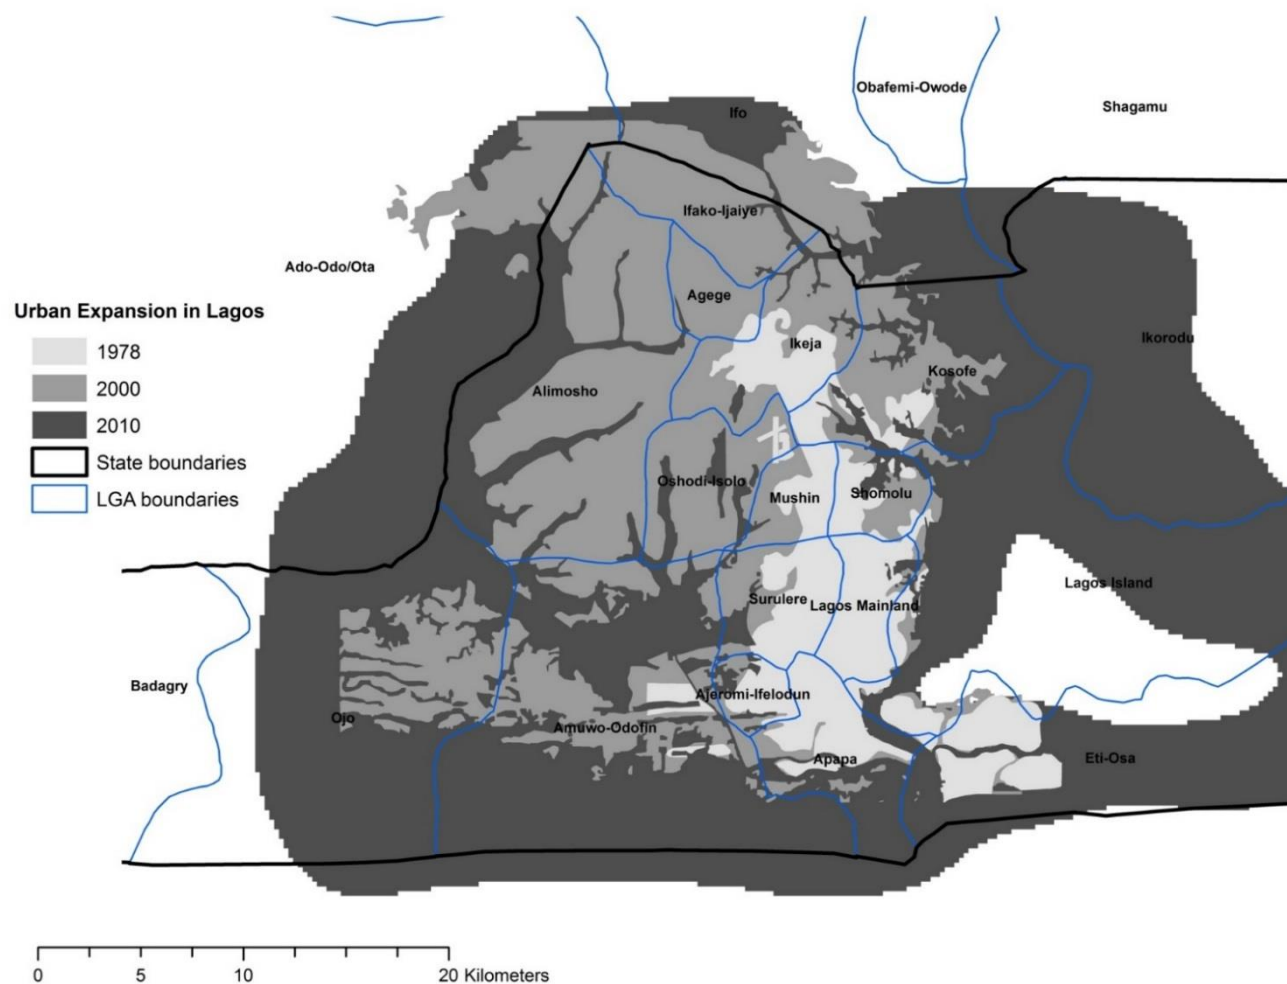 Obafemi-Owode
Shagamu
Ifo
Ifako-Ijaiye
Ado-Odo/Ota
Agege
Urban Expansion in Lagos
1978
2000
2010
State boundaries
LGA boundaries
Ikeja
Ikorodu
Kosofe
Alimosho
Oshodi-Isolo
Mushin
Shomolu
Lagos Island
Surulere
Lagos Mainland
Badagry
Ajeromi-Ifelodun
Ojo
Amuwo-Odofin
Apapa
Eti-Osa
0 5 10 20 Kilometers